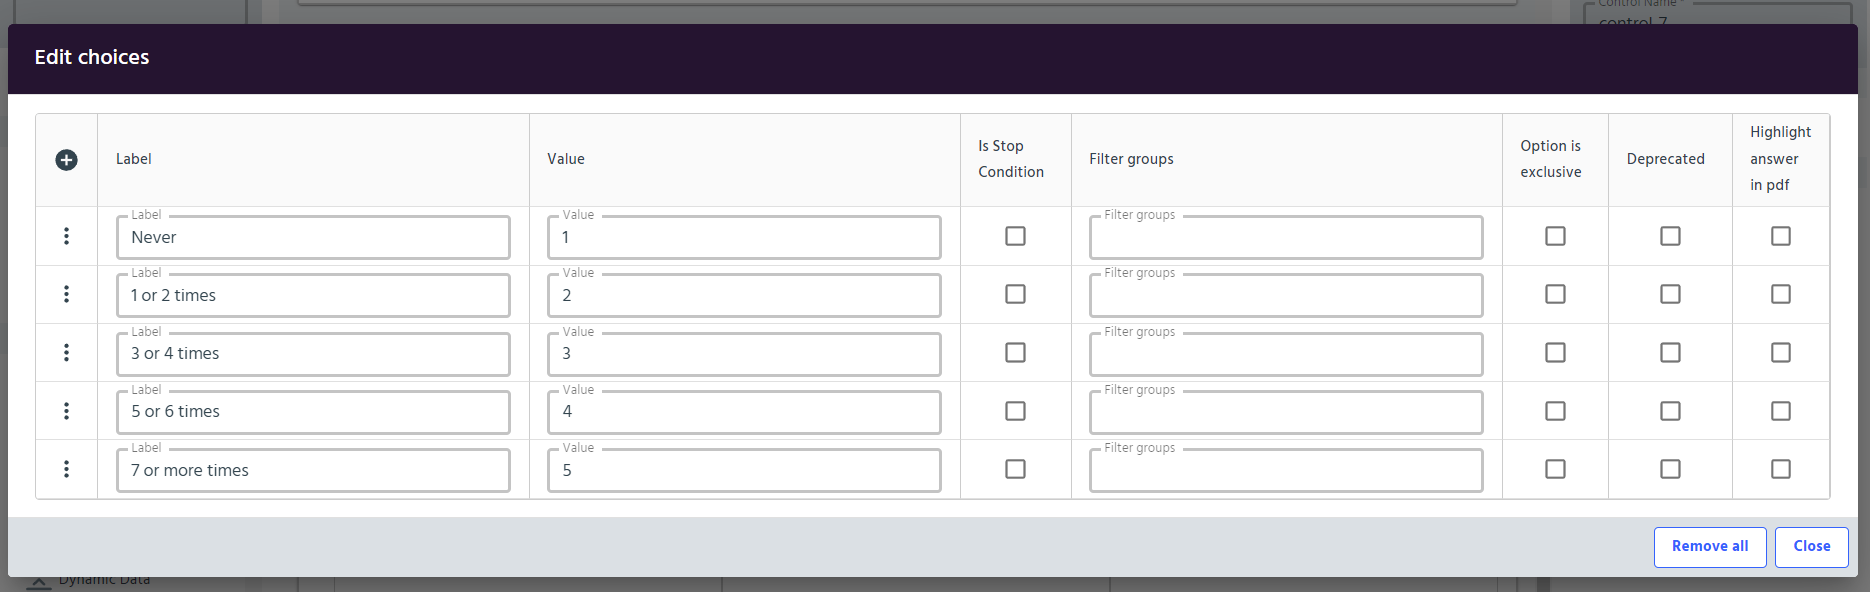 Control Name *
control-7
Edit choices
Label
Value
Is Stop
Condition
Filter groups
Option is
exclusive
Deprecated
Highlight
answer
in pdf
Label
Never
Value
1
Filter groups
Label
1 or 2 times
Value
2
Filter groups
Label
3 or 4 times
Value
3
Filter groups
Label
5 or 6 times
Value
4
Filter groups
Label
7 or more times
Value
5
Filter groups
Remove all
Close
Dynamic Data